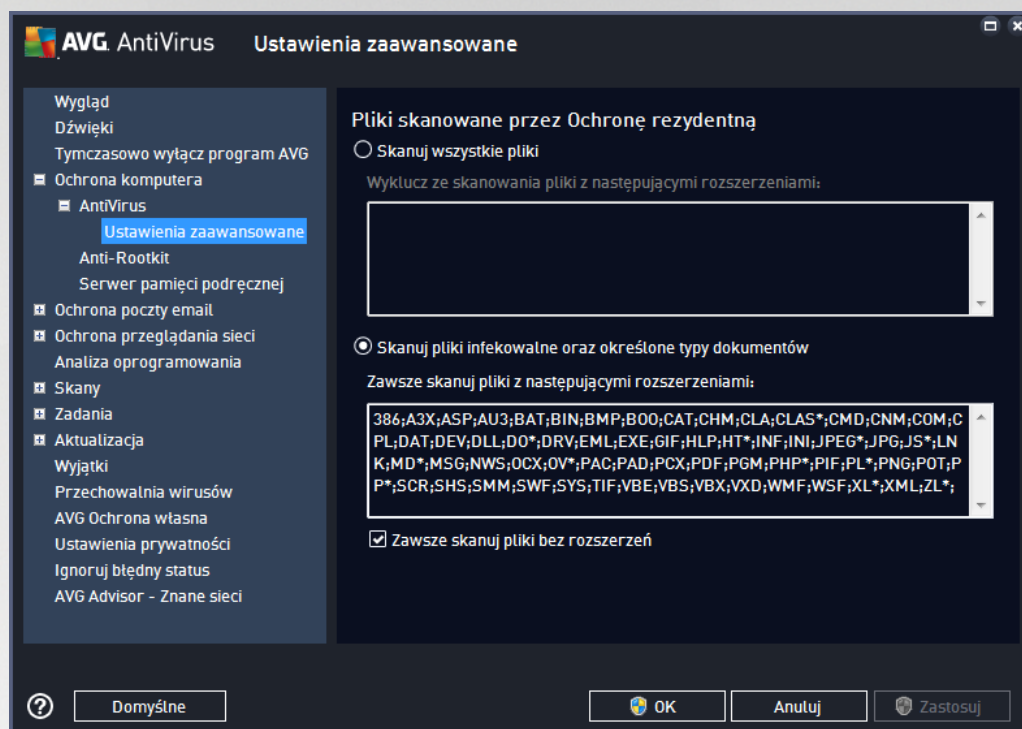 AVG. AntiVirus Ustawienia zaawansowane
Wygląd
Dźwięki
Tymczasowo wyłącz program AVG
Ochrona komputera
AntiVirus
Ustawienia zaawansowane
Anti-Rootkit
Serwer pamięci podręcznej
Ochrona poczty email
Ochrona przeglądania sieci
Analiza oprogramowania
Skany
Zadania
Aktualizacja
Wyjątki
Przechowalnia wirusów
AVG Ochrona własna
Ustawienia prywatności
Ignoruj błędny status
AVG Advisor - Znane sieci
Pliki skanowane przez Ochronę rezydentną
Skanuj wszystkie pliki
Wyklucz ze skanowania pliki z następującymi rozszerzeniami:
Skanuj pliki infekowalne oraz określone typy dokumentów
Zawsze skanuj pliki z następującymi rozszerzeniami:
386;A3X;ASP;AU3;BAT;BIN;BMP;BOO;CAT;CHM;CLA;CLAS*;CMD;CNM;COM;C
PL;DAT;DEV;DLL;DO*;DRV;EML;EXE;GIF;HLP;HT*;INF;INI;JPEG*;JPG;JS*;LN
K;MD*;MSG;NWS;OCX;OV*;PAC;PAD;PCX;PDF;PGM;PHP*;PIF;PL*;PNG;POT;P
P*;SCR;SHS;SMM;SWF;SYS;TIF;VBE;VBS;VBX;VXD;WMF;WSF;XL*;XML;ZL*;
Zawsze skanuj pliki bez rozszerzeń
Domyślne
OK
Anuluj
Zastosuj